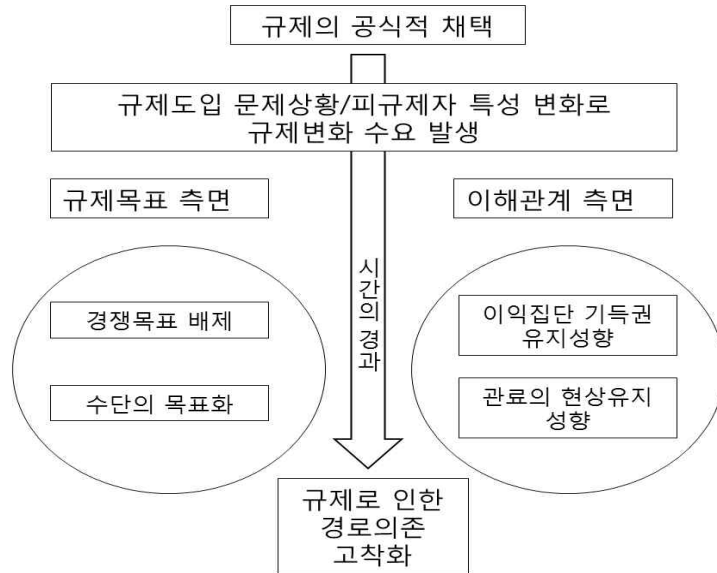 규제의 공식적 채택
규제도입 문제상황/피규제자 특성 변화로
규제변화 수요 발생
규제목표 측면
이해관계 측면
시간의 경과
경쟁목표 배제
수단의 목표화
이익집단 기득권
유지성향
관료의 현상유지
성향
규제로 인한
경로의존
고착화